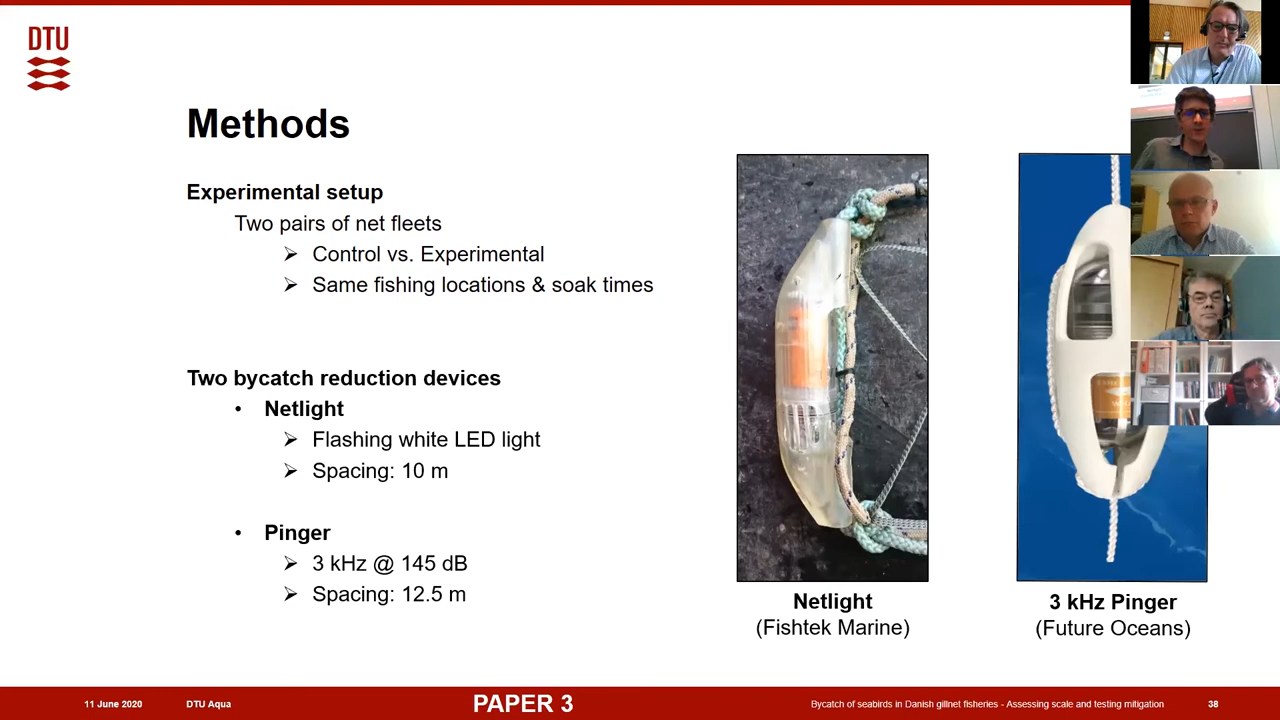 DTU
Methods
Experimental setup
Two pairs of net fleets
➢ Control vs. Experimental
➢ Same fishing locations & soak times
Two bycatch reduction devices
• Netlight
➢ Flashing white LED light
➢ Spacing: 10 m
• Pinger
➢ 3 kHz @ 145 dB
➢ Spacing: 12.5 m
Netlight
(Fishtek Marine)
3 kHz Pinger
(Future Oceans)
11 June 2020
DTU Aqua
PAPER 3
Bycatch of seabirds in Danish gillnet fisheries - Assessing scale and testing mitigation
38